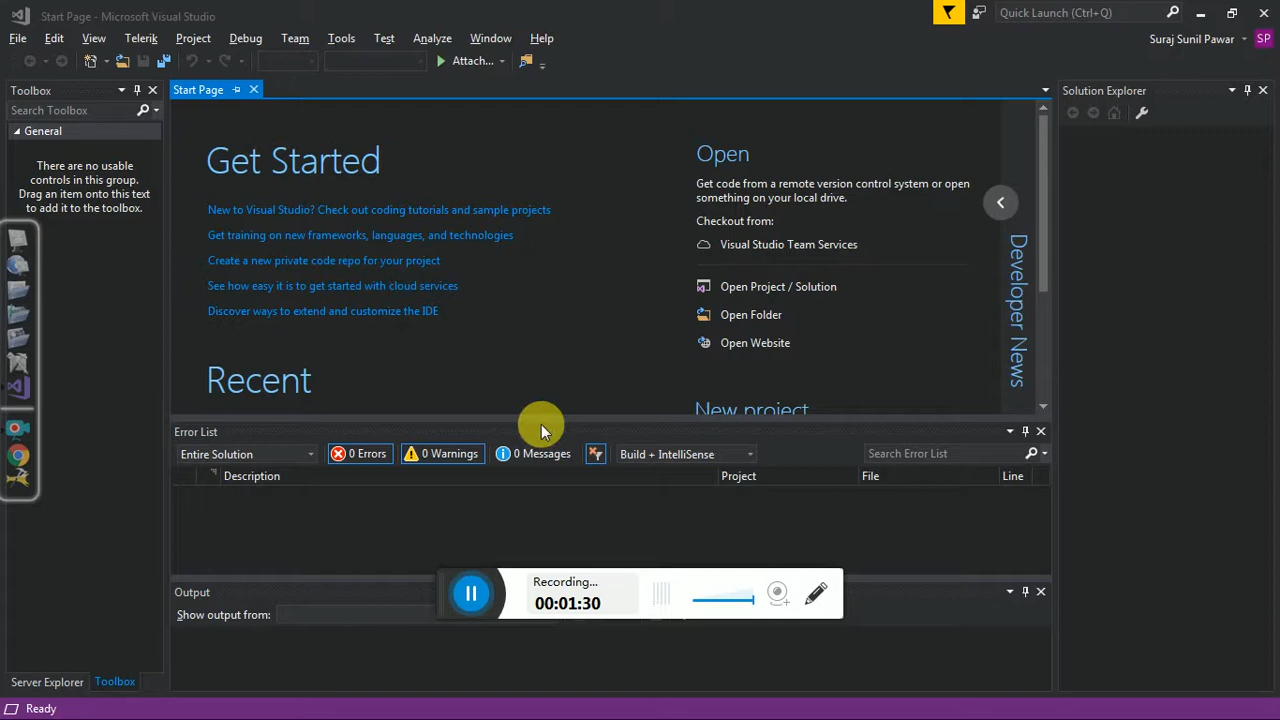 Start Page - Microsoft Visual Studio
Quick Launch (Ctrl+Q)
File Edit View Telerik Project Debug Team Tools Test Analyze Window Help
Suraj Sunil Pawar SP
Attach...
Toolbox
Start Page
Solution Explorer
Search Toolbox
General
There are no usable
controls in this group.
Drag an item onto this text
to add it to the toolbox.
Get Started
New to Visual Studio? Check out coding tutorials and sample projects
Get training on new frameworks, languages, and technologies
Create a new private code repo for your project
See how easy it is to get started with cloud services
Discover ways to extend and customize the IDE
Recent
Open
Get code from a remote version control system or open
something on your local drive.
Checkout from:
Visual Studio Team Services
Open Project / Solution
Open Folder
Open Website
New project
Developer News
Error List
Entire Solution
0 Errors
0 Warnings
0 Messages
Build + IntelliSense
Search Error List
Description Project File Line
Recording...
00:01:30
Output
Show output from:
Server Explorer Toolbox
Ready